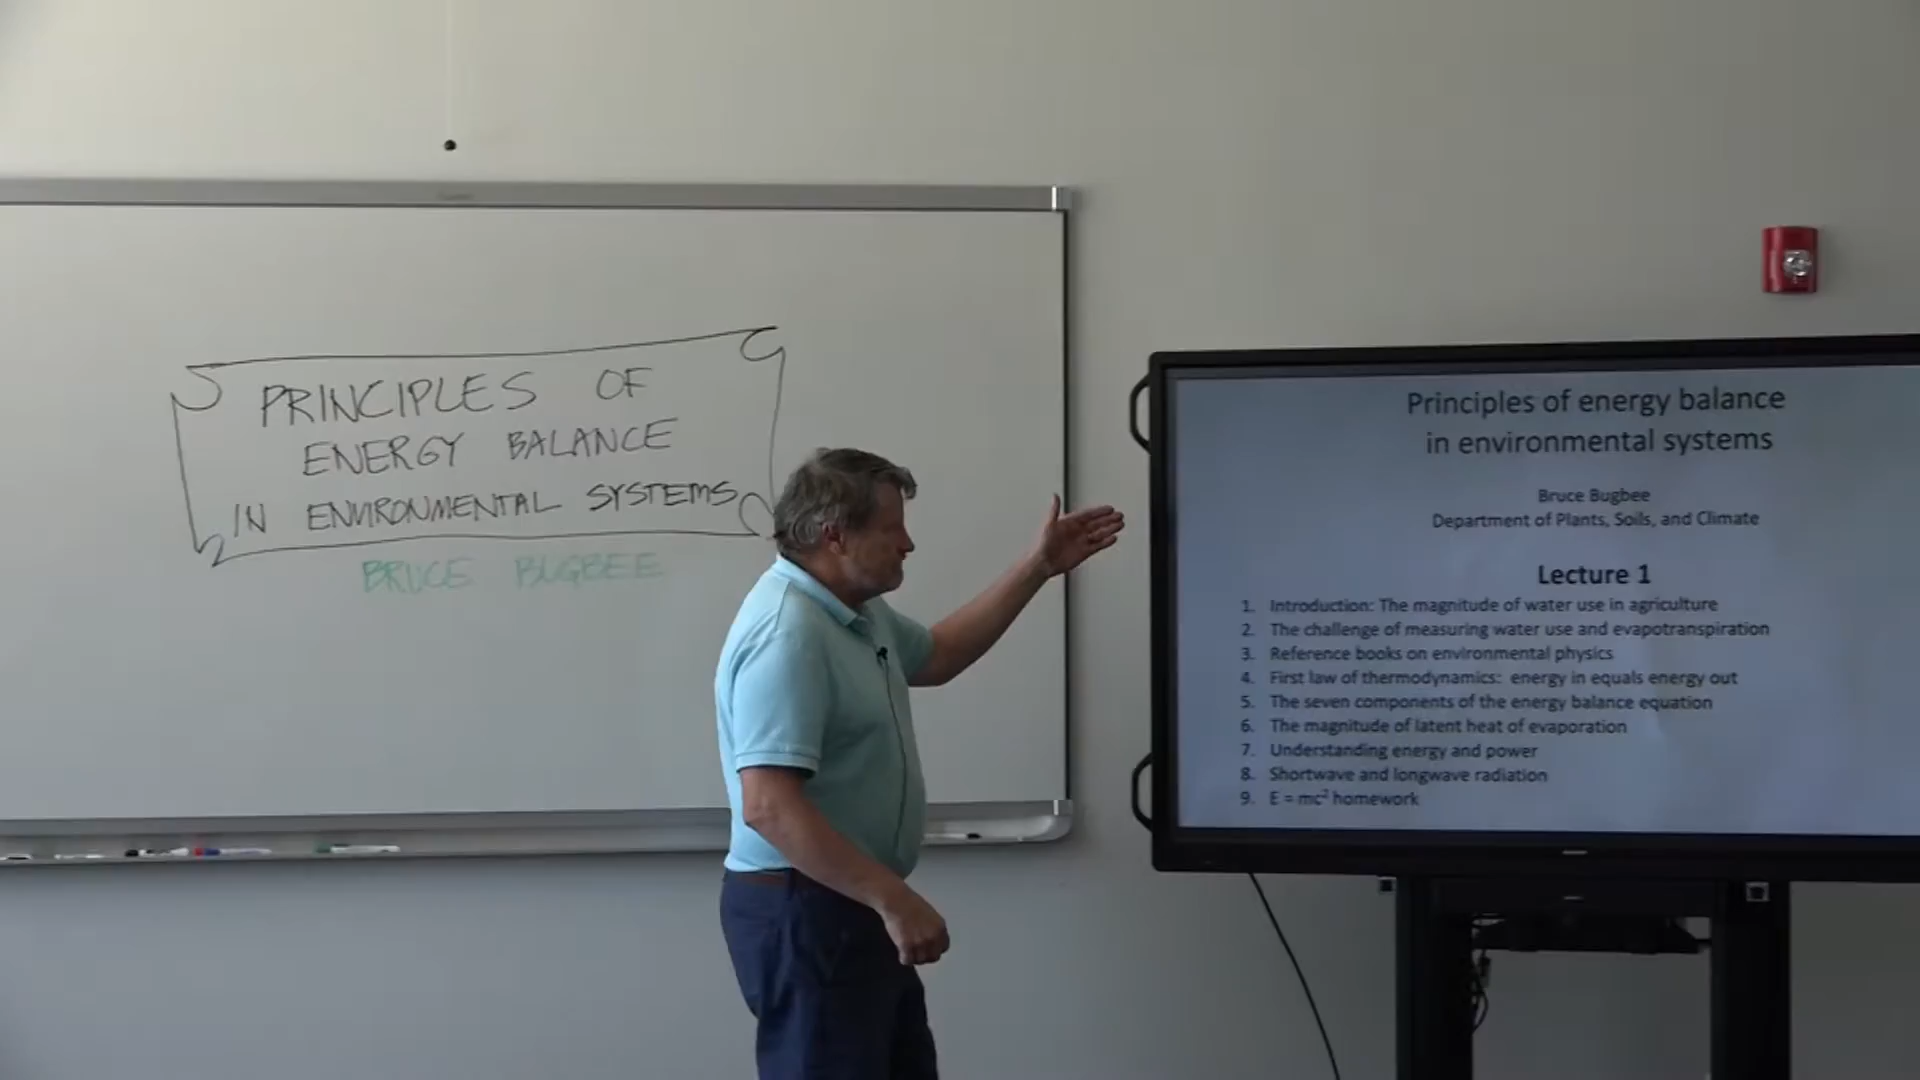 PRINCIPLES OF
ENERGY BALANCE
IN ENVIRONMENTAL SYSTEMS
BRUCE BUGBEE
Principles of energy balance
in environmental systems
Bruce Bugbee
Department of Plants, Soils, and Climate
Lecture 1
1. Introduction: The magnitude of water use in agriculture
2. The challenge of measuring water use and evapotranspiration
3. Reference books on environmental physics
4. First law of thermodynamics: energy in equals energy out
5. The seven components of the energy balance equation
6. The magnitude of latent heat of evaporation
7. Understanding energy and power
8. Shortwave and longwave radiation
9. E = mc² homework